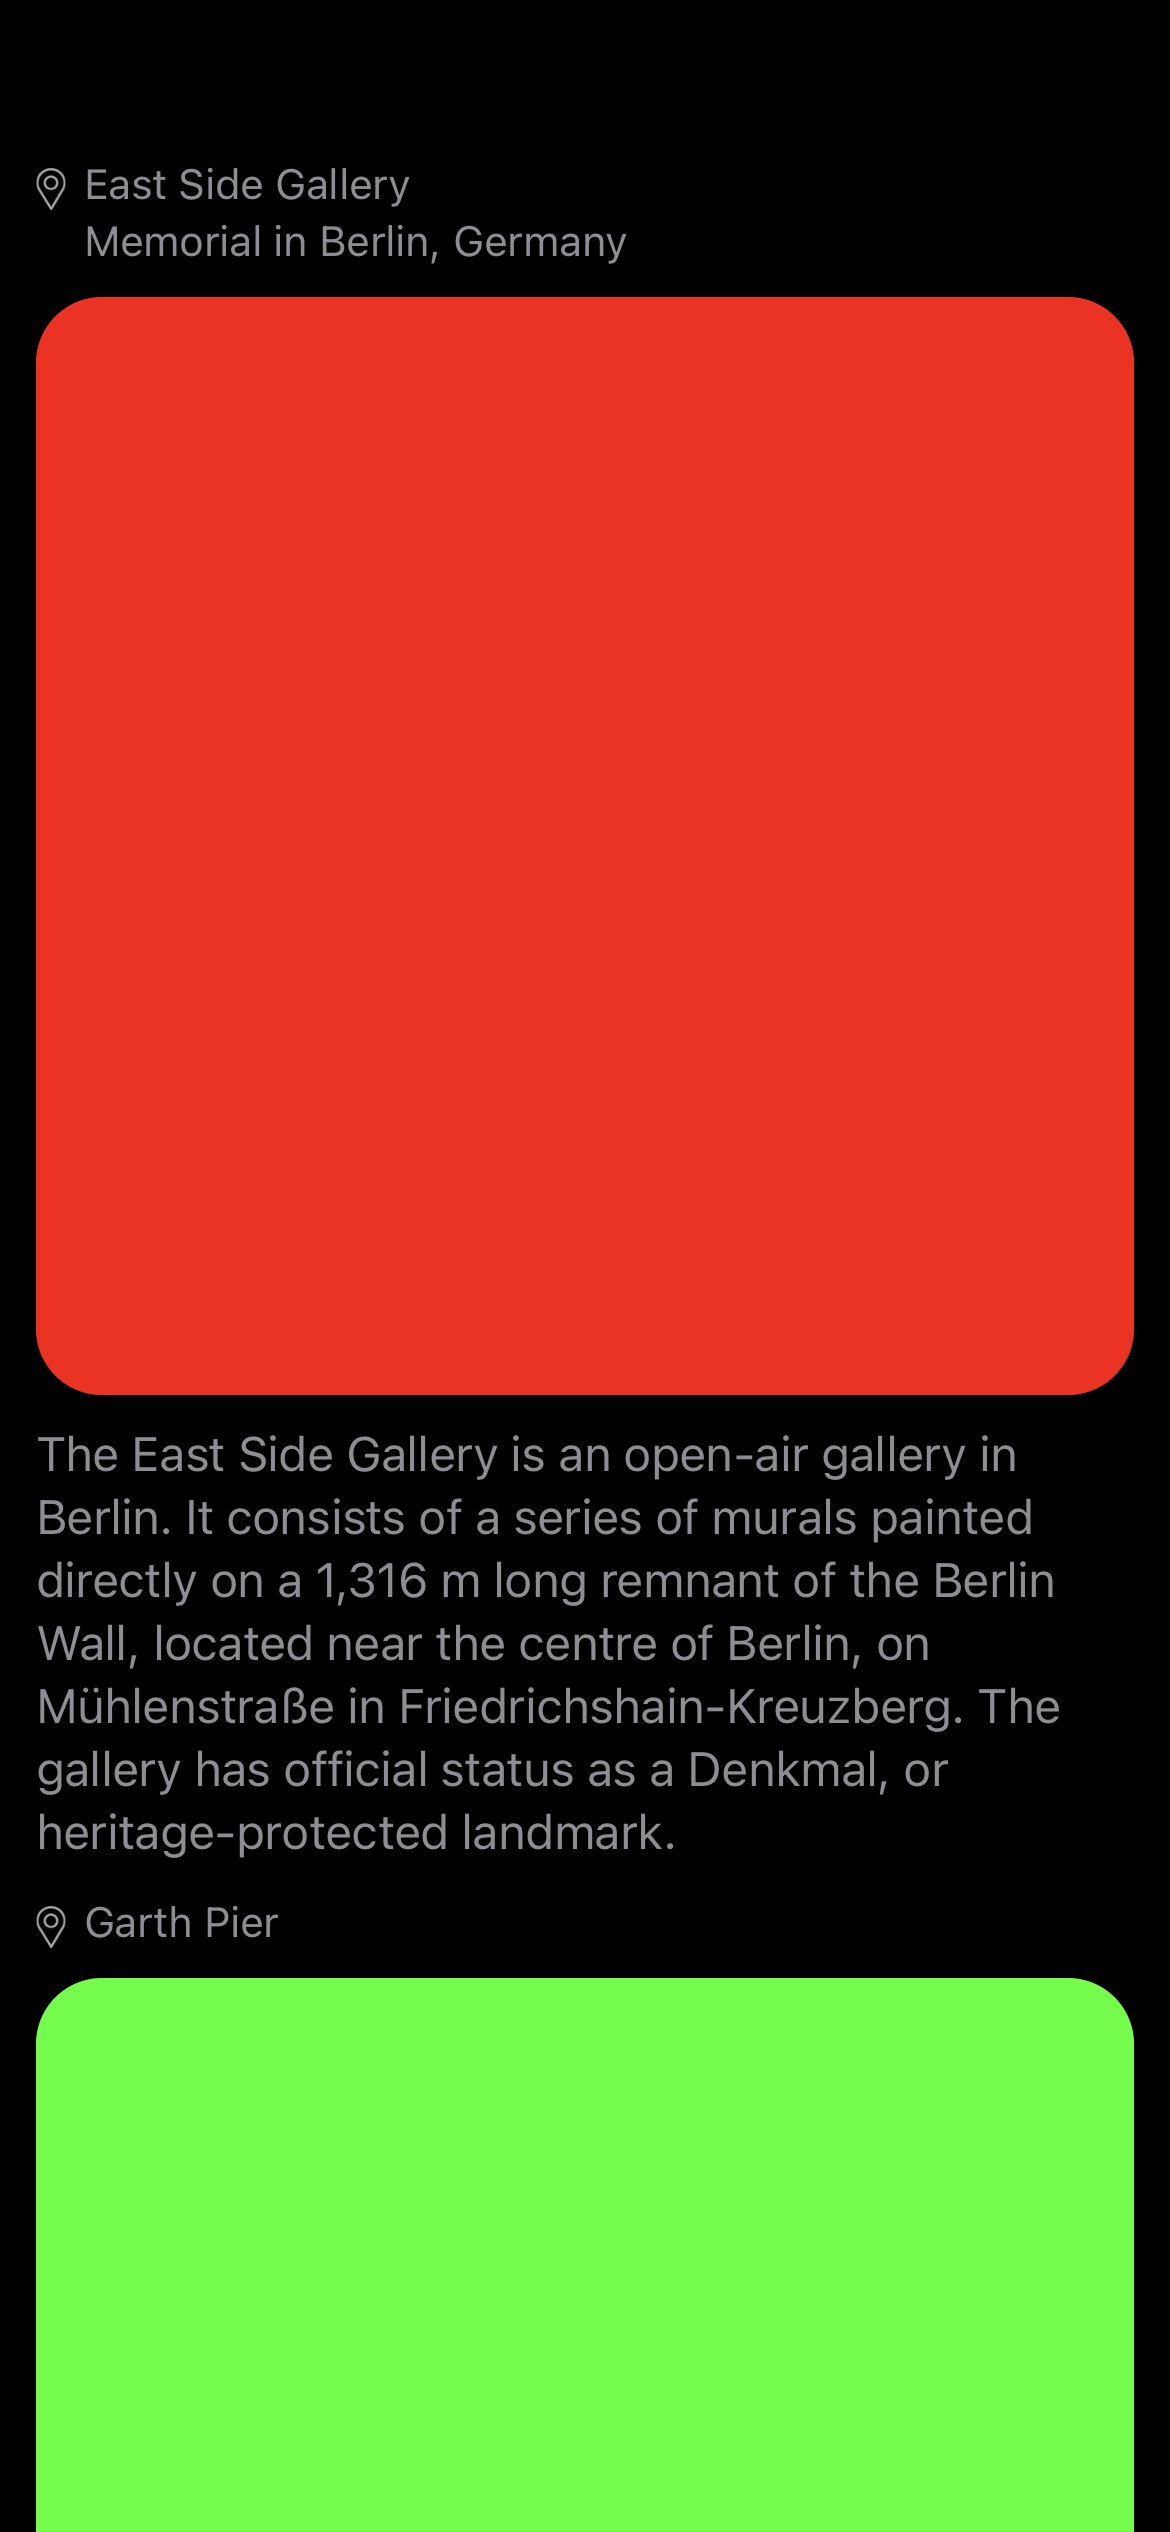 East Side Gallery
Memorial in Berlin, Germany
The East Side Gallery is an open-air gallery in
Berlin. It consists of a series of murals painted
directly on a 1,316 m long remnant of the Berlin
Wall, located near the centre of Berlin, on
Mühlenstraße in Friedrichshain-Kreuzberg. The
gallery has official status as a Denkmal, or
heritage-protected landmark.
Garth Pier